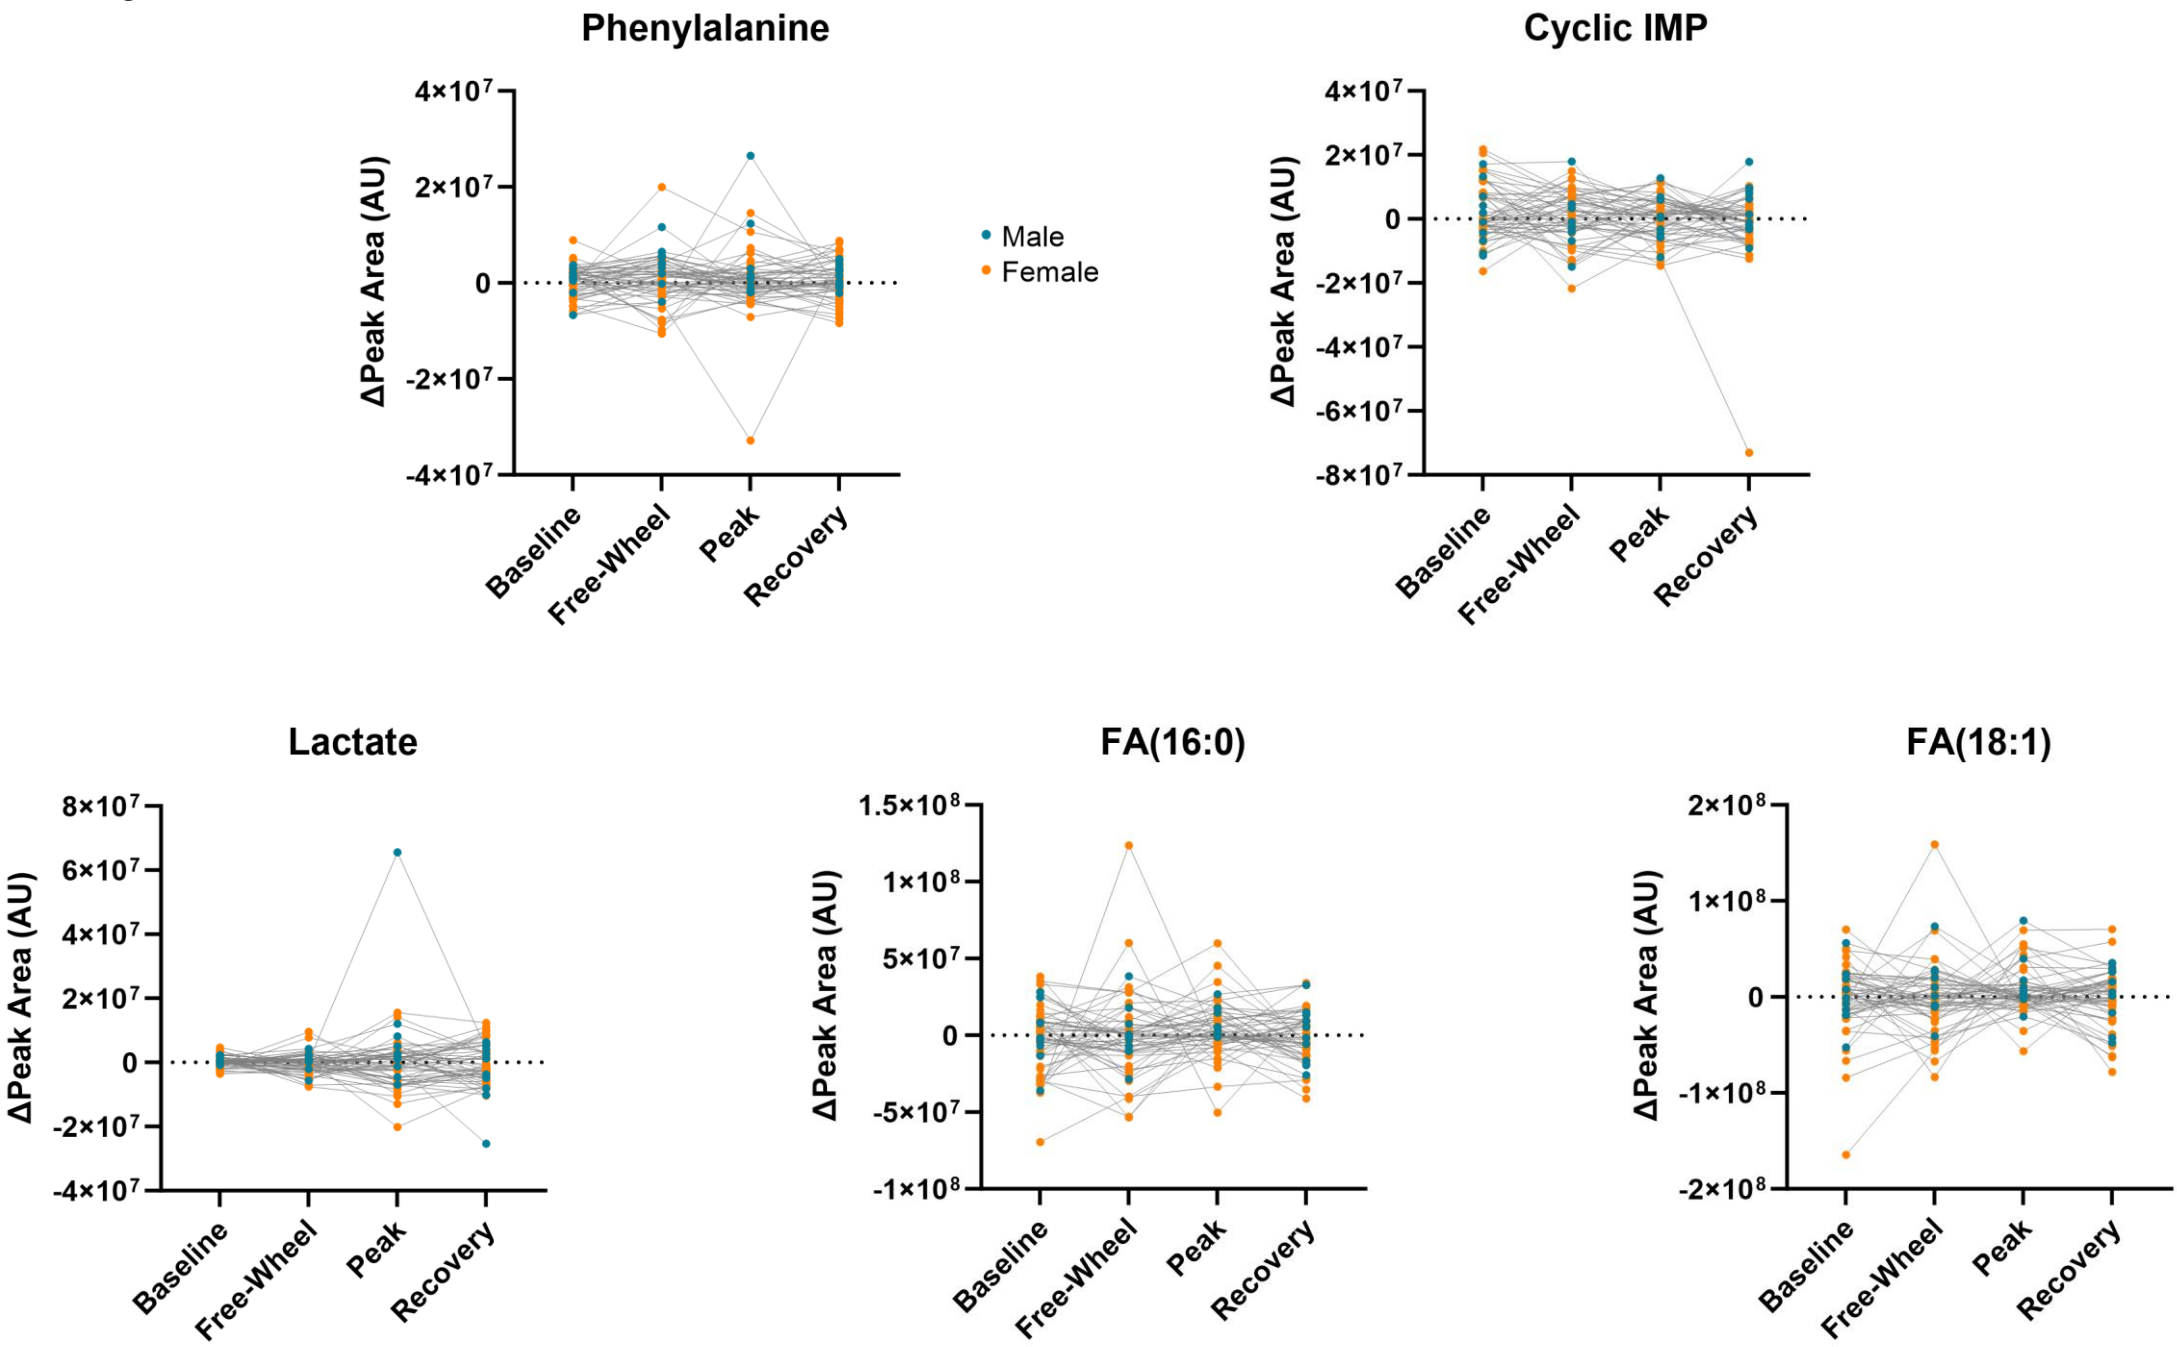 Phenylalanine
ΔPeak Area (AU)
4×10⁷
2×10⁷
0
-2×10⁷
-4×10⁷
Baseline
Free-Wheel
Peak
Recovery
Male
Female
Cyclic IMP
ΔPeak Area (AU)
4×10⁷
2×10⁷
0
-2×10⁷
-4×10⁷
-6×10⁷
-8×10⁷
Baseline
Free-Wheel
Peak
Recovery
Lactate
ΔPeak Area (AU)
8×10⁷
6×10⁷
4×10⁷
2×10⁷
0
-2×10⁷
-4×10⁷
Baseline
Free-Wheel
Peak
Recovery
FA(16:0)
ΔPeak Area (AU)
1.5×10⁸
1×10⁸
5×10⁷
0
-5×10⁷
-1×10⁸
Baseline
Free-Wheel
Peak
Recovery
FA(18:1)
ΔPeak Area (AU)
2×10⁸
1×10⁸
0
-1×10⁸
-2×10⁸
Baseline
Free-Wheel
Peak
Recovery